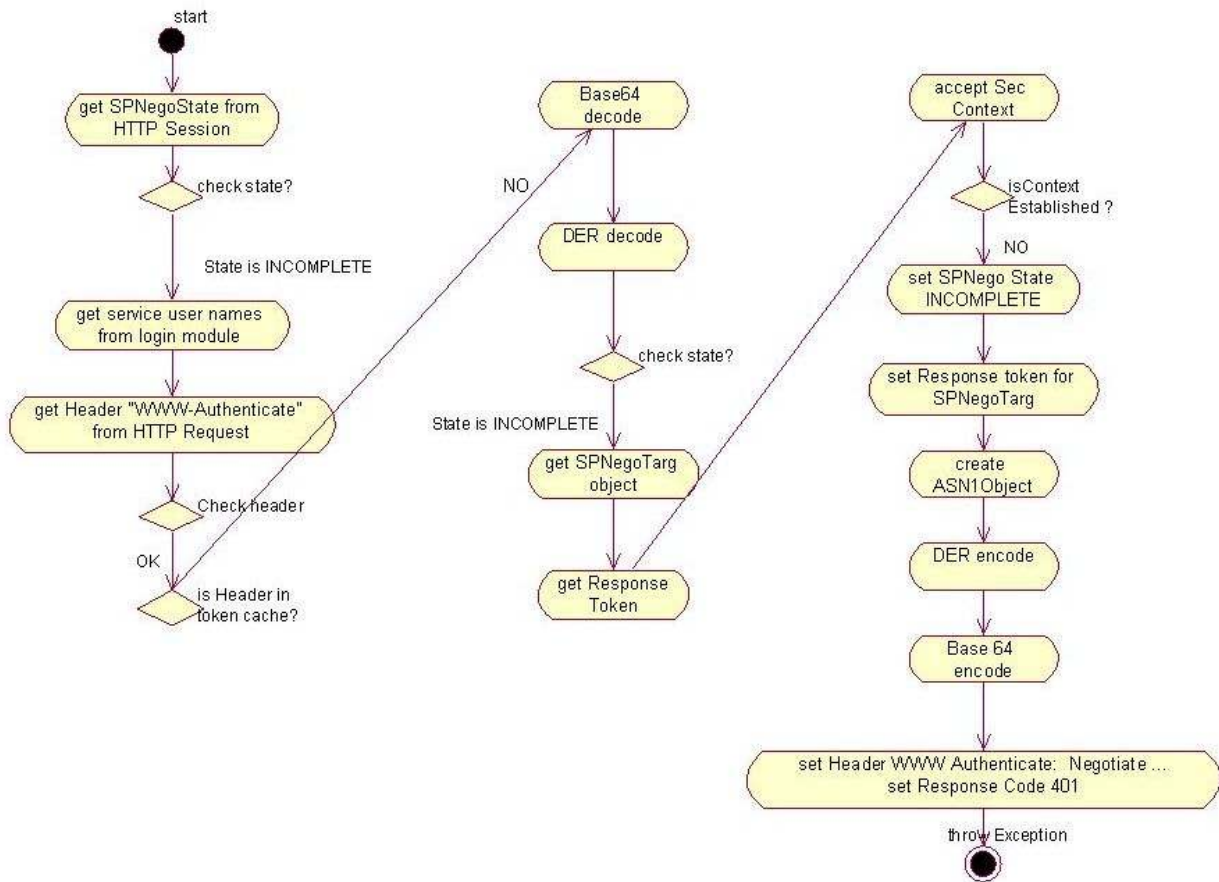 start
get SPNegoState from
HTTP Session
check state?
State is INCOMPLETE
get service user names
from login module
get Header "WWW-Authenticate"
from HTTP Request
Check header
OK
is Header in
token cache?
NO
Base64
decode
DER decode
check state?
State is INCOMPLETE
get SPNegoTarg
object
get Response
Token
accept Sec
Context
isContext
Established ?
NO
set SPNego State
INCOMPLETE
set Response token for
SPNegoTarg
create
ASN1Object
DER encode
Base 64
encode
set Header WWW Authenticate: Negotiate ...
set Response Code 401
throw Exception